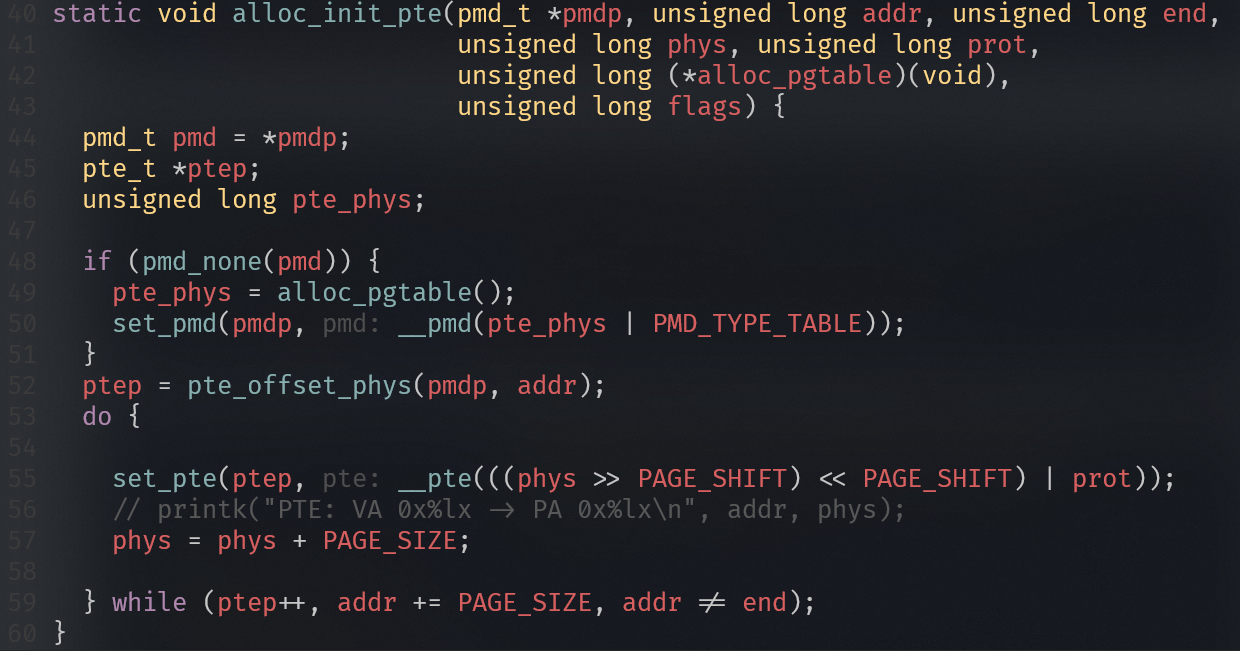 40 static void alloc_init_pte(pmd_t *pmdp, unsigned long addr, unsigned long end,
41                            unsigned long phys, unsigned long prot,
42                            unsigned long (*alloc_pgtable)(void),
43                            unsigned long flags) {
44   pmd_t pmd = *pmdp;
45   pte_t *ptep;
46   unsigned long pte_phys;
47
48   if (pmd_none(pmd)) {
49     pte_phys = alloc_pgtable();
50     set_pmd(pmdp, pmd: __pmd(pte_phys | PMD_TYPE_TABLE));
51   }
52   ptep = pte_offset_phys(pmdp, addr);
53   do {
54
55     set_pte(ptep, pte: __pte(((phys >> PAGE_SHIFT) << PAGE_SHIFT) | prot));
56     // printk("PTE: VA 0x%lx -> PA 0x%lx\n", addr, phys);
57     phys = phys + PAGE_SIZE;
58
59   } while (ptep++, addr += PAGE_SIZE, addr != end);
60 }